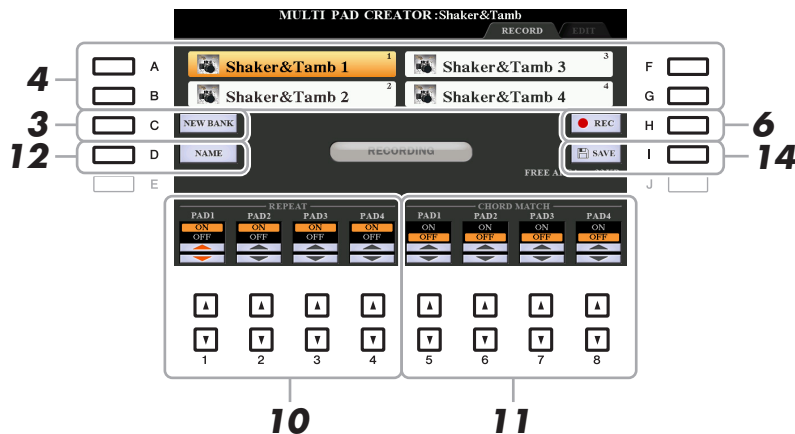 MULTI PAD CREATOR :Shaker&Tamb
RECORD EDIT
A Shaker&Tamb 1 1 Shaker&Tamb 3 3 F
4
B Shaker&Tamb 2 2 Shaker&Tamb 4 4 G
3 C NEW BANK REC H 6
12 D NAME RECORDING SAVE I 14
FREE
E J
REPEAT CHORD MATCH
PAD1 PAD2 PAD3 PAD4 PAD1 PAD2 PAD3 PAD4
ON ON ON ON ON ON ON ON
OFF OFF OFF OFF OFF OFF OFF OFF
1 2 3 4 5 6 7 8
10 11